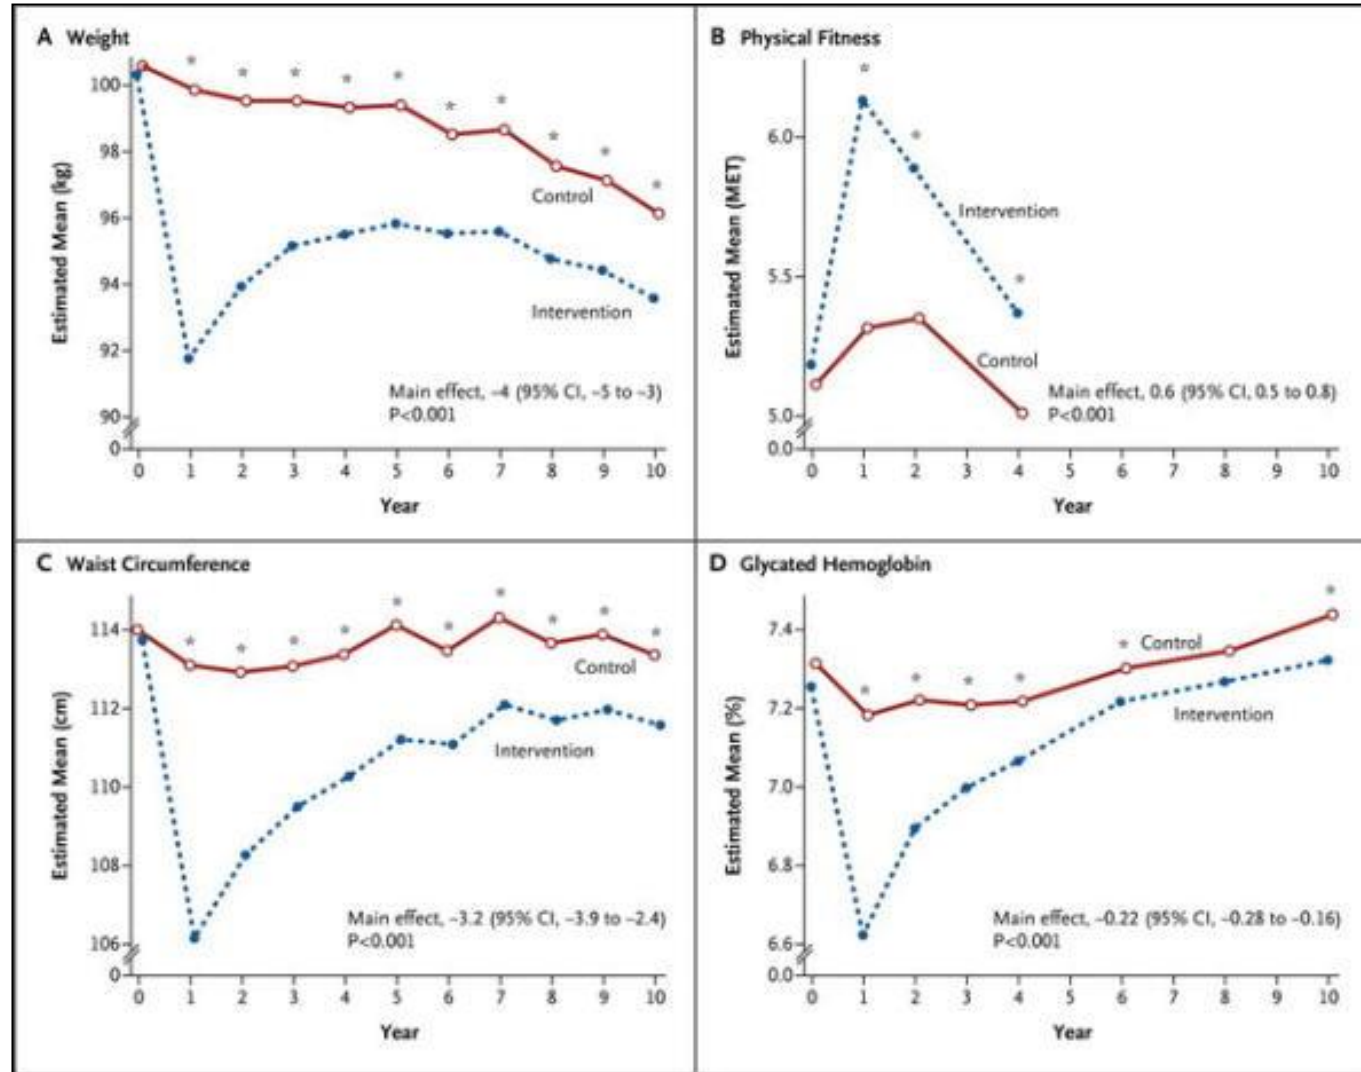 A Weight
Estimated Mean (kg)
100
98
96
94
92
90
0
* * * * * * * * * *
Control
Intervention
Main effect, −4 (95% CI, −5 to −3)
P<0.001
0 1 2 3 4 5 6 7 8 9 10
Year
B Physical Fitness
Estimated Mean (MET)
6.0
5.5
5.0
0.0
* * *
Intervention
Control
Main effect, 0.6 (95% CI, 0.5 to 0.8)
P<0.001
0 1 2 3 4 5 6 7 8 9 10
Year
C Waist Circumference
Estimated Mean (cm)
114
112
110
108
106
0
* * * * * * * * * *
Control
Intervention
Main effect, −3.2 (95% CI, −3.9 to −2.4)
P<0.001
0 1 2 3 4 5 6 7 8 9 10
Year
D Glycated Hemoglobin
Estimated Mean (%)
7.4
7.2
7.0
6.8
6.6
0.0
* * * * * *
Control
Intervention
Main effect, −0.22 (95% CI, −0.28 to −0.16)
P<0.001
0 1 2 3 4 5 6 7 8 9 10
Year